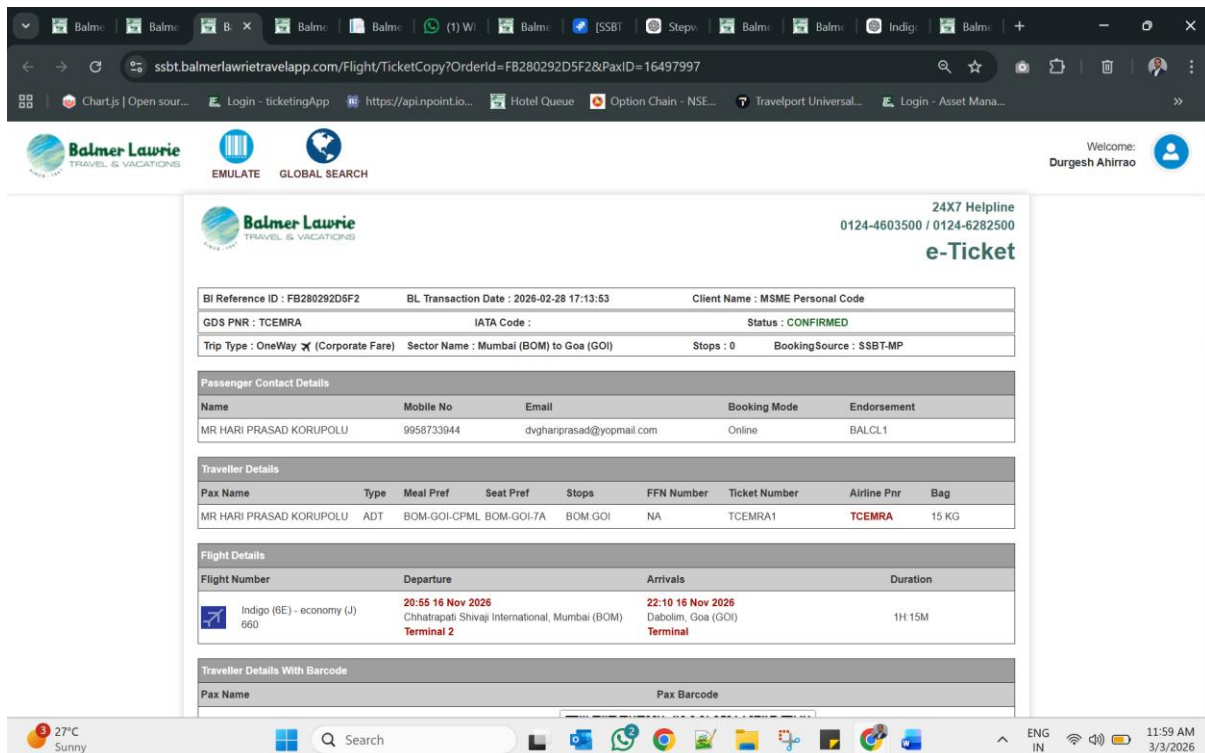 Balme
Balme
B
Balme
Balme
(1) W
Balme
[SSBT
Stepw
Balme
Balme
Indig
Balme
ssbt.balmerlawrietravelapp.com/Flight/TicketCopy?OrderId=FB280292D5F2&PaxID=16497997
Chart.js | Open sour...
Login - ticketingApp
https://api.npoint.io...
Hotel Queue
Option Chain - NSE...
Travelport Universal...
Login - Asset Mana...
Balmer Lawrie
TRAVEL & VACATIONS
EMULATE
GLOBAL SEARCH
Welcome:
Durgesh Ahirrao
Balmer Lawrie
TRAVEL & VACATIONS
24X7 Helpline
0124-4603500 / 0124-6282500
e-Ticket
BI Reference ID : FB280292D5F2 BL Transaction Date : 2026-02-28 17:13:53 Client Name : MSME Personal Code
GDS PNR : TCEMRA IATA Code : Status : CONFIRMED
Trip Type : OneWay (Corporate Fare) Sector Name : Mumbai (BOM) to Goa (GOI) Stops : 0 BookingSource : SSBT-MP
Passenger Contact Details
Name Mobile No Email Booking Mode Endorsement
MR HARI PRASAD KORUPOLU 9958733944 dvghariprasad@yopmail.com Online BALCL1
Traveller Details
Pax Name Type Meal Pref Seat Pref Stops FFN Number Ticket Number Airline Pnr Bag
MR HARI PRASAD KORUPOLU ADT BOM-GOI-CPML BOM-GOI-7A BOM:GOI NA TCEMRA1 TCEMRA 15 KG
Flight Details
Flight Number Departure Arrivals Duration
Indigo (6E) - economy (J)
660
20:55 16 Nov 2026
Chhatrapati Shivaji International, Mumbai (BOM)
Terminal 2
22:10 16 Nov 2026
Dabolim, Goa (GOI)
Terminal
1H:15M
Traveller Details With Barcode
Pax Name Pax Barcode
3
27°C
Sunny
Search
2
ENG
IN
11:59 AM
3/3/2026